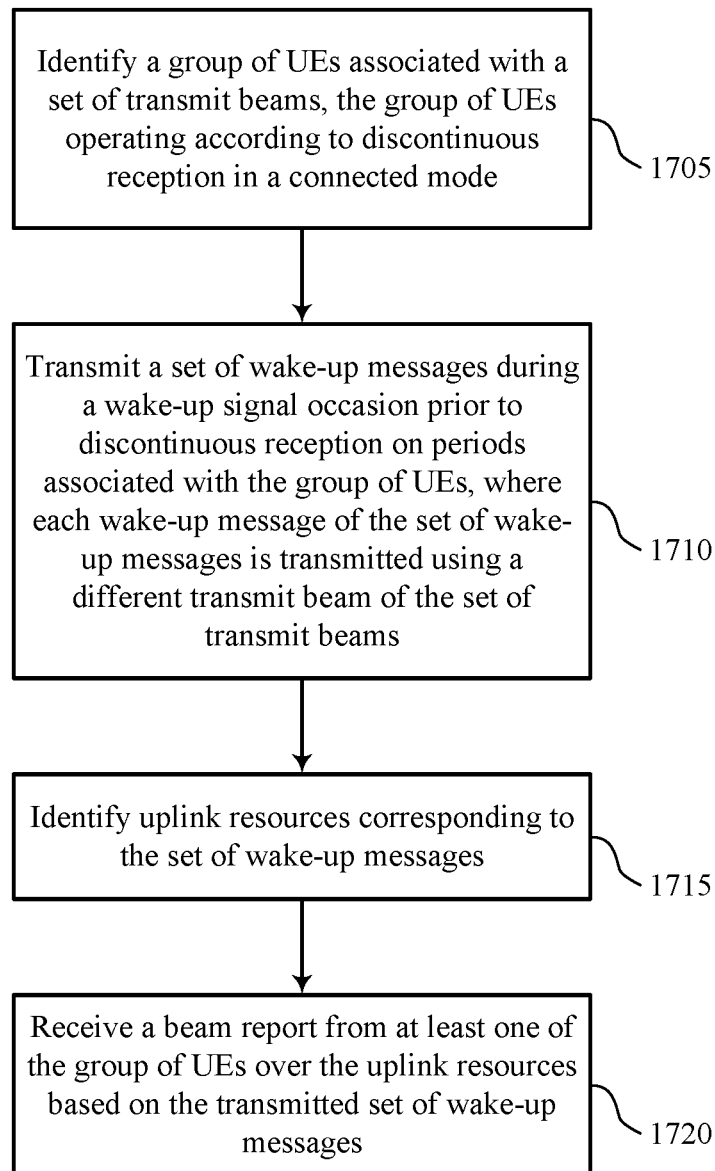 Identify a group of UEs associated with a
set of transmit beams, the group of UEs
operating according to discontinuous
reception in a connected mode
1705
Transmit a set of wake-up messages during
a wake-up signal occasion prior to
discontinuous reception on periods
associated with the group of UEs, where
each wake-up message of the set of wake-
up messages is transmitted using a
different transmit beam of the set of
transmit beams
1710
Identify uplink resources corresponding to
the set of wake-up messages
1715
Receive a beam report from at least one of
the group of UEs over the uplink resources
based on the transmitted set of wake-up
messages
1720